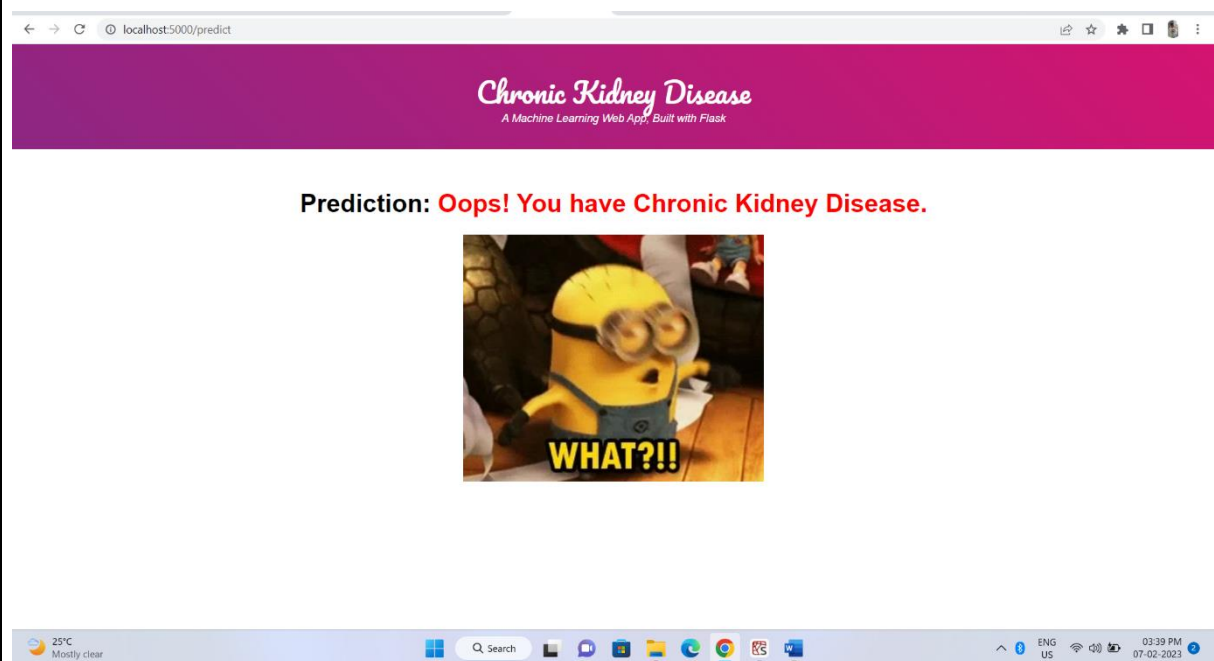 localhost:5000/predict
Chronic Kidney Disease
A Machine Learning Web App, Built with Flask
Prediction: Oops! You have Chronic Kidney Disease.
WHAT?!!
25°C
Mostly clear
Search
ENG
US
03:39 PM
07-02-2023
2